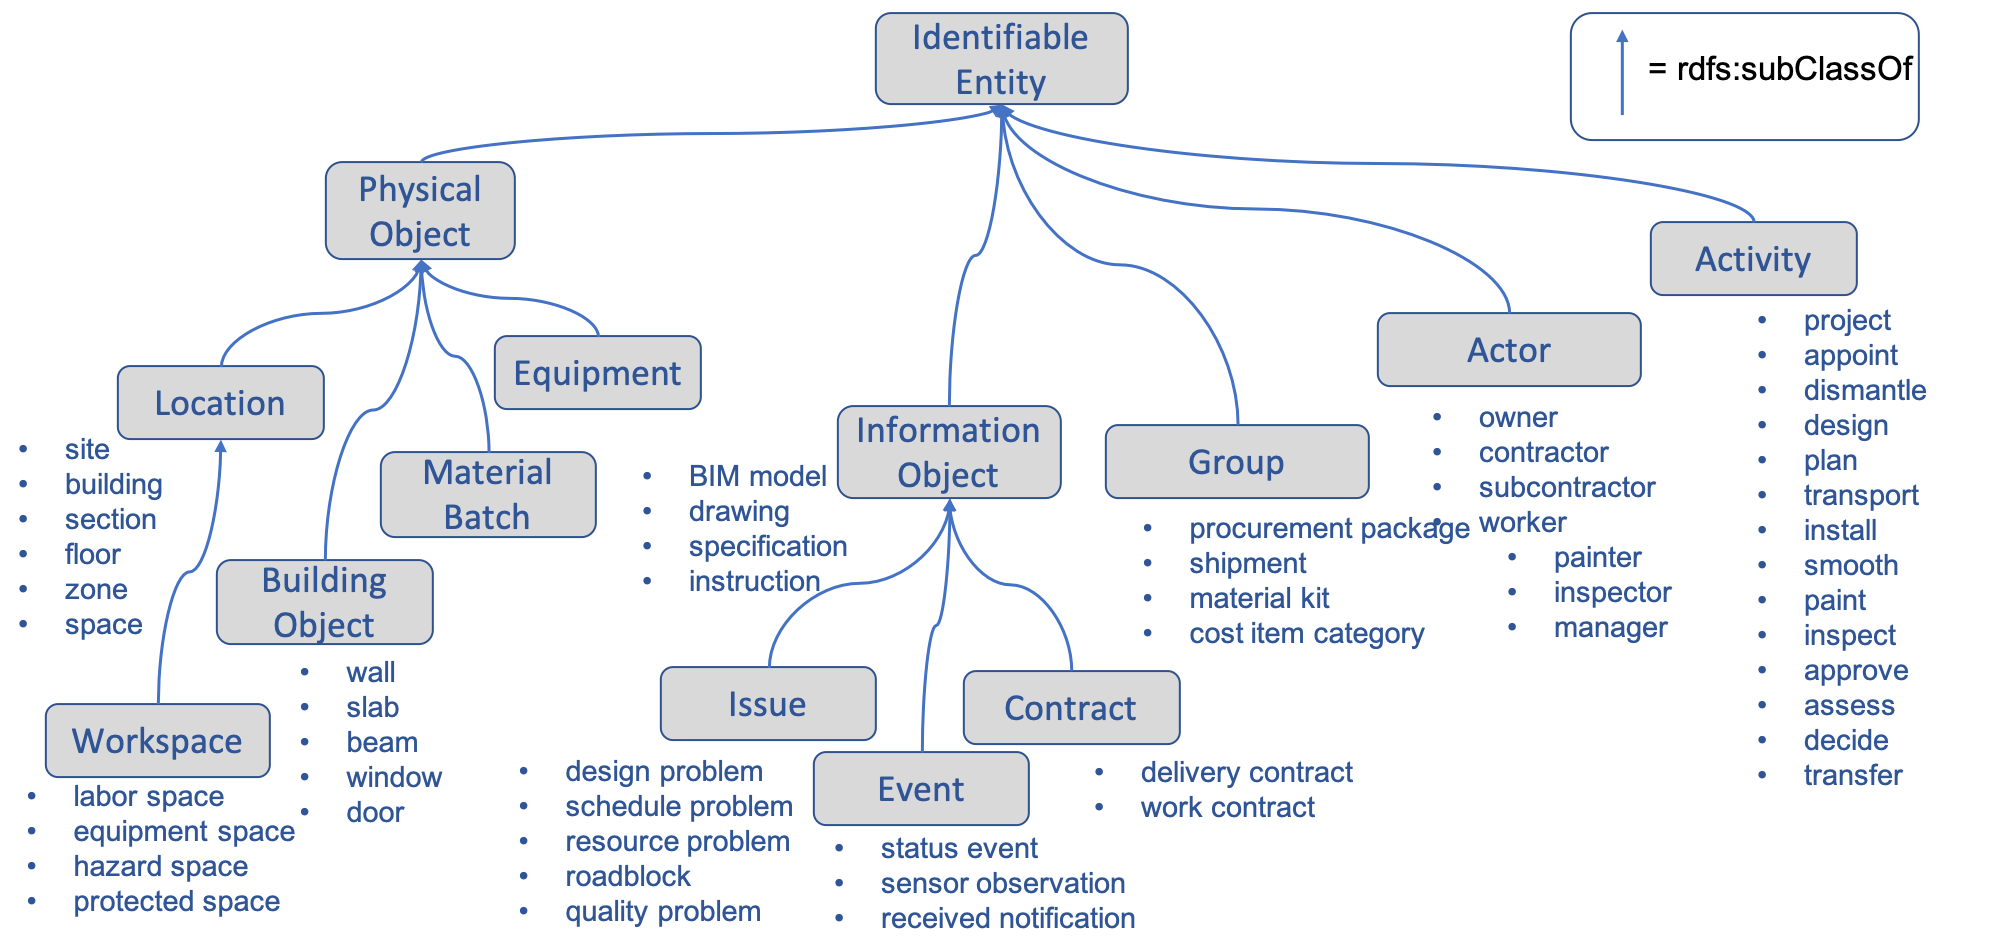 Identifiable
Entity
= rdfs:subClassOf
Physical
Object
Activity
• project
• appoint
• dismantle
• design
• plan
• transport
• install
• smooth
• paint
• inspect
• approve
• assess
• decide
• transfer
Actor
• owner
• contractor
• subcontractor
• worker
• painter
• inspector
• manager
Equipment
Location
• site
• building
• section
• floor
• zone
• space
Material
Batch
Information
Object
• BIM model
• drawing
• specification
• instruction
Group
• procurement package
• shipment
• material kit
• cost item category
Building
Object
• wall
• slab
• beam
• window
• door
Workspace
• labor space
• equipment space
• hazard space
• protected space
Issue
• design problem
• schedule problem
• resource problem
• roadblock
• quality problem
Event
• status event
• sensor observation
• received notification
Contract
• delivery contract
• work contract